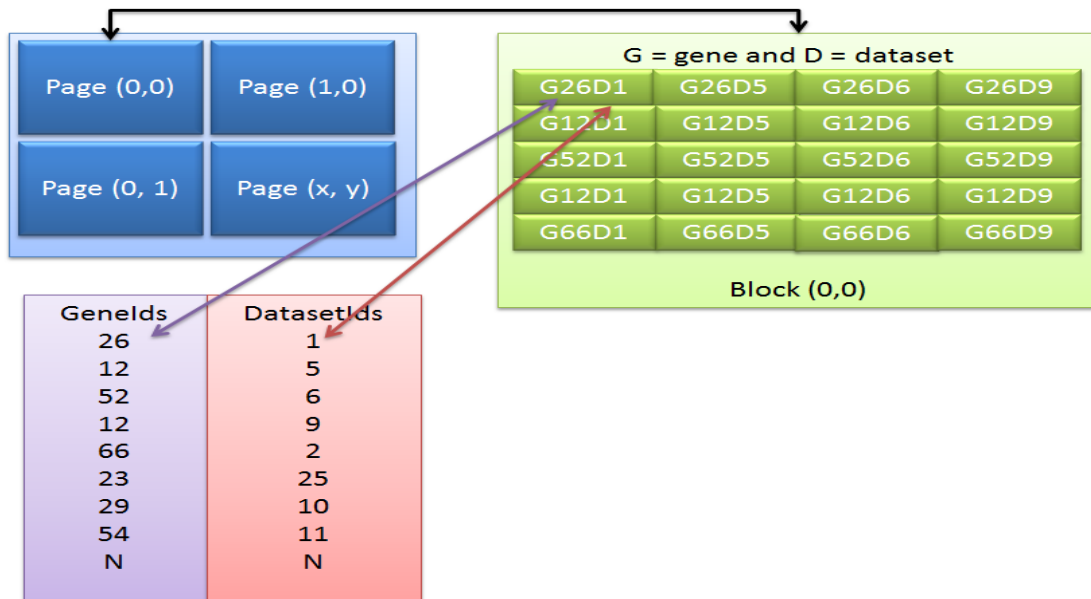 Page (0,0) Page (1,0)
Page (0, 1) Page (x, y)
G = gene and D = dataset
G26D1 G26D5 G26D6 G26D9
G12D1 G12D5 G12D6 G12D9
G52D1 G52D5 G52D6 G52D9
G12D1 G12D5 G12D6 G12D9
G66D1 G66D5 G66D6 G66D9
Block (0,0)
GeneIds DatasetIds
26 1
12 5
52 6
12 9
66 2
23 25
29 10
54 11
N N